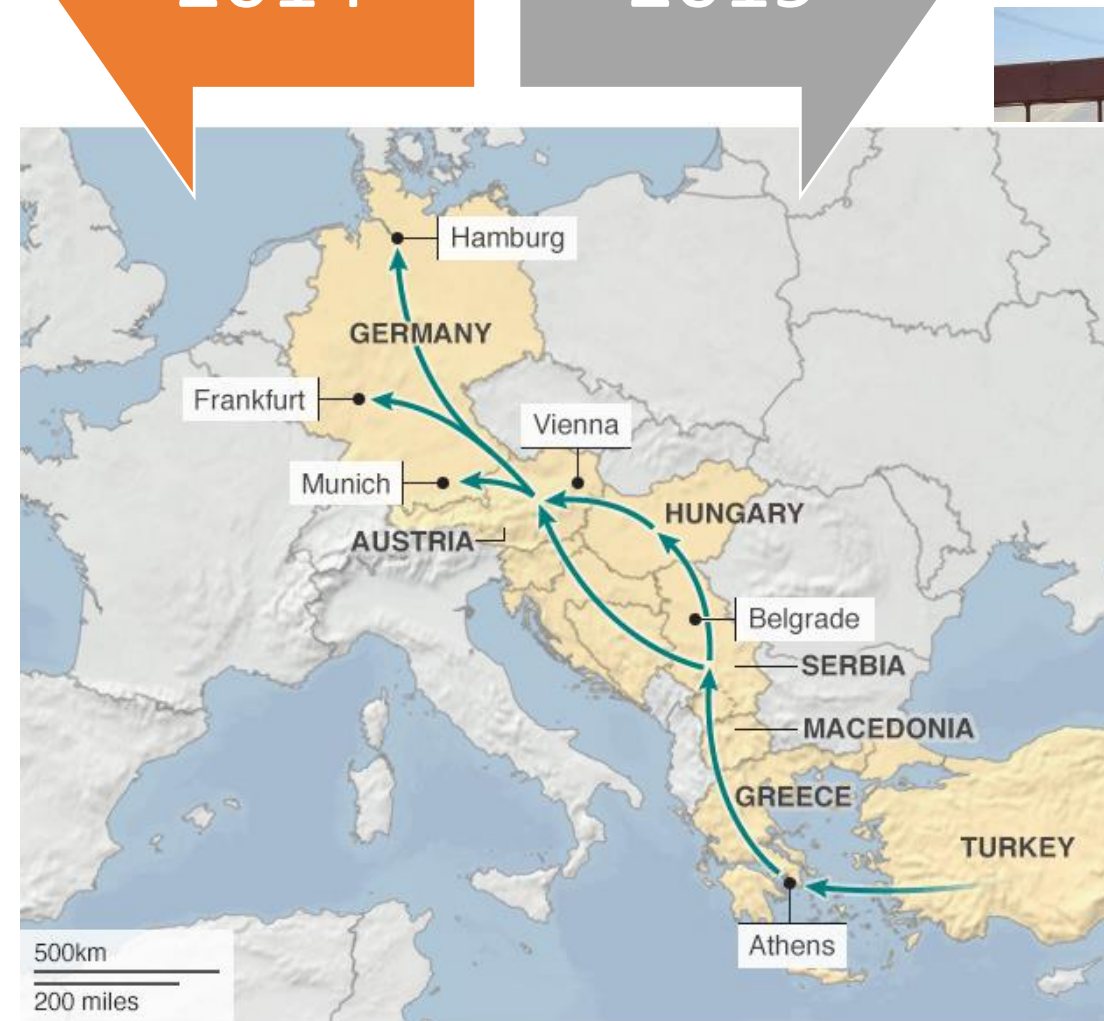 Hamburg
GERMANY
Frankfurt
Vienna
Munich
HUNGARY
AUSTRIA
Belgrade
SERBIA
MACEDONIA
GREECE
TURKEY
Athens
500km
200 miles